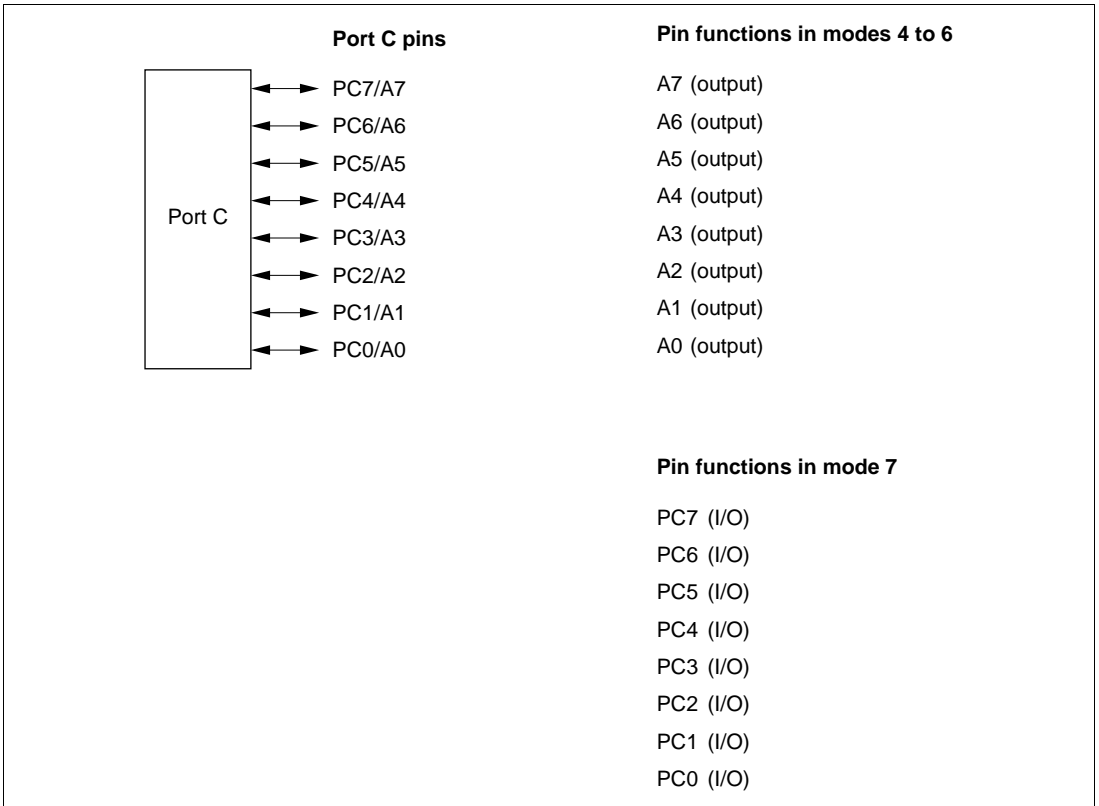 Port C pins
Port C
PC7/A7
PC6/A6
PC5/A5
PC4/A4
PC3/A3
PC2/A2
PC1/A1
PC0/A0
Pin functions in modes 4 to 6
A7 (output)
A6 (output)
A5 (output)
A4 (output)
A3 (output)
A2 (output)
A1 (output)
A0 (output)
Pin functions in mode 7
PC7 (I/O)
PC6 (I/O)
PC5 (I/O)
PC4 (I/O)
PC3 (I/O)
PC2 (I/O)
PC1 (I/O)
PC0 (I/O)